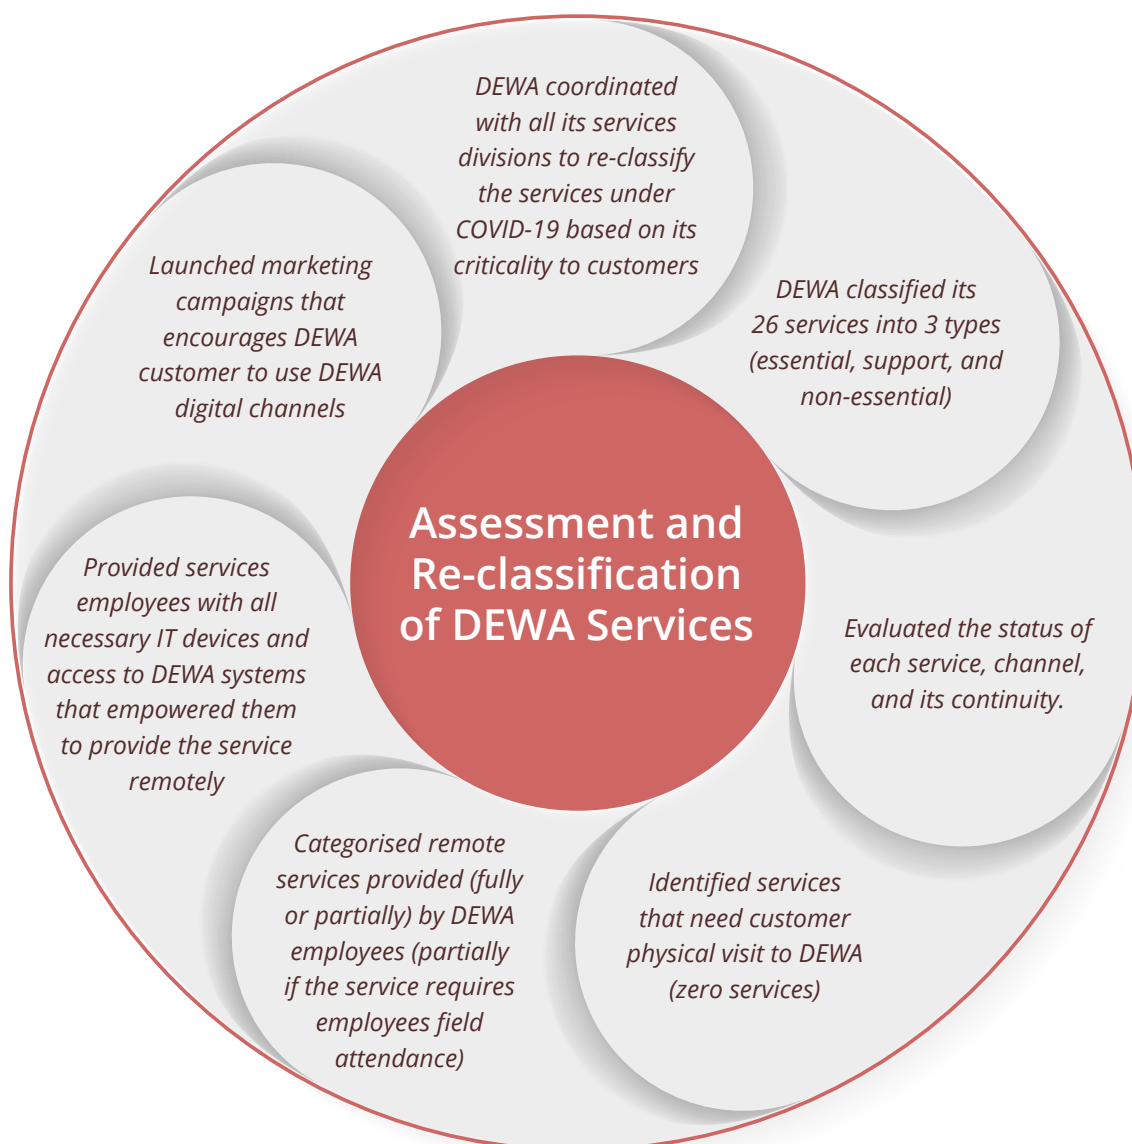 DEWA coordinated
with all its services
divisions to re-classify
the services under
COVID-19 based on its
criticality to customers
DEWA classified its
26 services into 3 types
(essential, support, and
non-essential)
Evaluated the status of
each service, channel,
and its continuity.
Identified services
that need customer
physical visit to DEWA
(zero services)
Categorised remote
services provided (fully
or partially) by DEWA
employees (partially
if the service requires
employees field
attendance)
Provided services
employees with all
necessary IT devices and
access to DEWA systems
that empowered them
to provide the service
remotely
Launched marketing
campaigns that
encourages DEWA
customer to use DEWA
digital channels
Assessment and
Re-classification
of DEWA Services